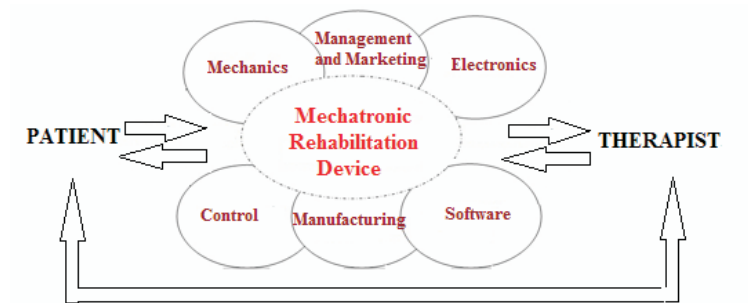 Management
and Marketing
Mechanics
Electronics
Mechatronic
Rehabilitation
Device
PATIENT
THERAPIST
Control
Manufacturing
Software